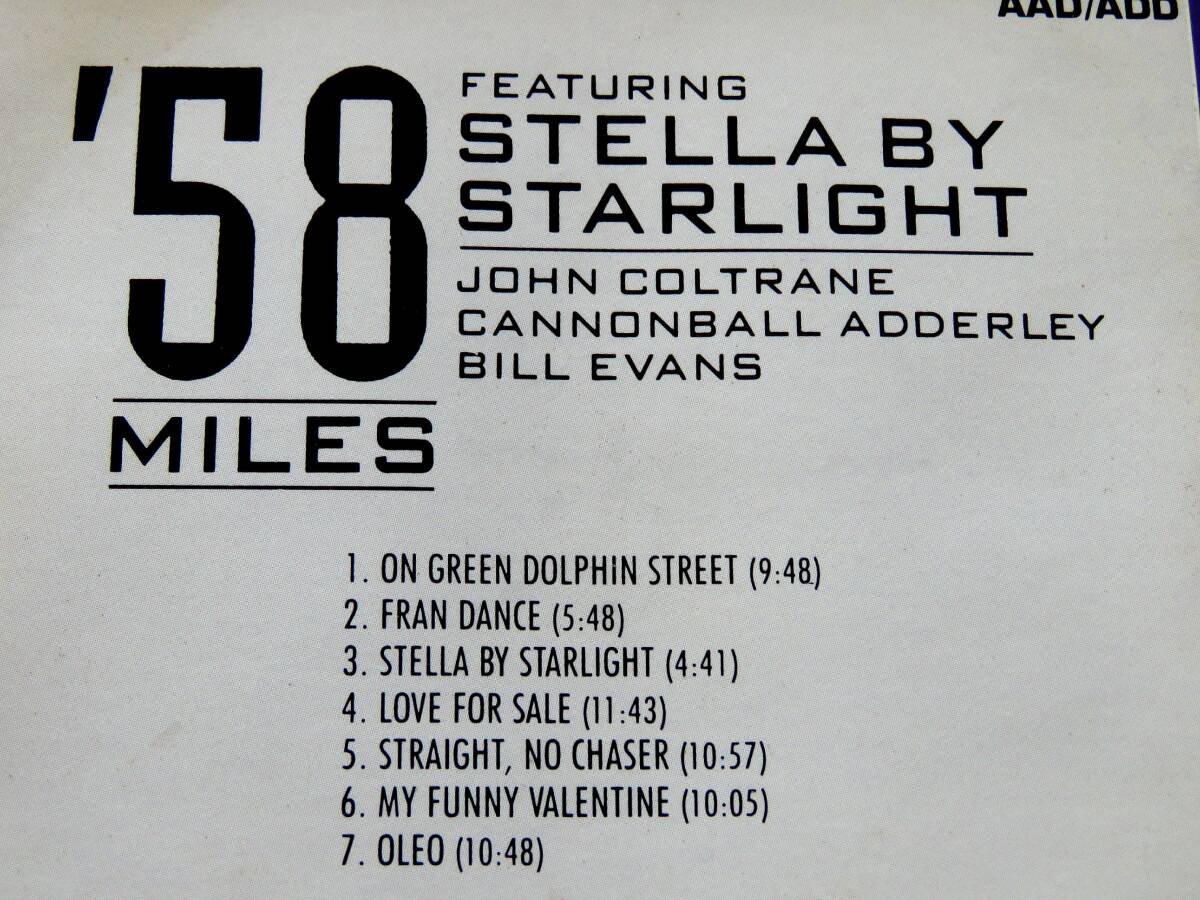 AAD/ADD
'58
MILES
FEATURING
STELLA BY
STARLIGHT
JOHN COLTRANE
CANNONBALL ADDERLEY
BILL EVANS
1. ON GREEN DOLPHIN STREET (9:48)
2. FRAN DANCE (5:48)
3. STELLA BY STARLIGHT (4:41)
4. LOVE FOR SALE (11:43)
5. STRAIGHT, NO CHASER (10:57)
6. MY FUNNY VALENTINE (10:05)
7. OLEO (10:48)